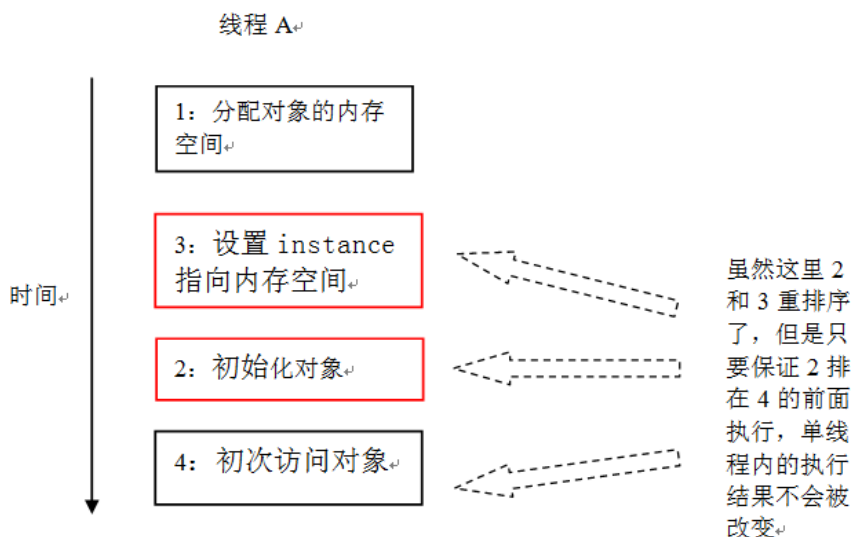 线程 A
1：分配对象的内存
空间
3：设置 instance
指向内存空间
时间
2：初始化对象
4：初次访问对象
虽然这里 2
和 3 重排序
了，但是只
要保证 2 排
在 4 的前面
执行，单线
程内的执行
结果不会被
改变